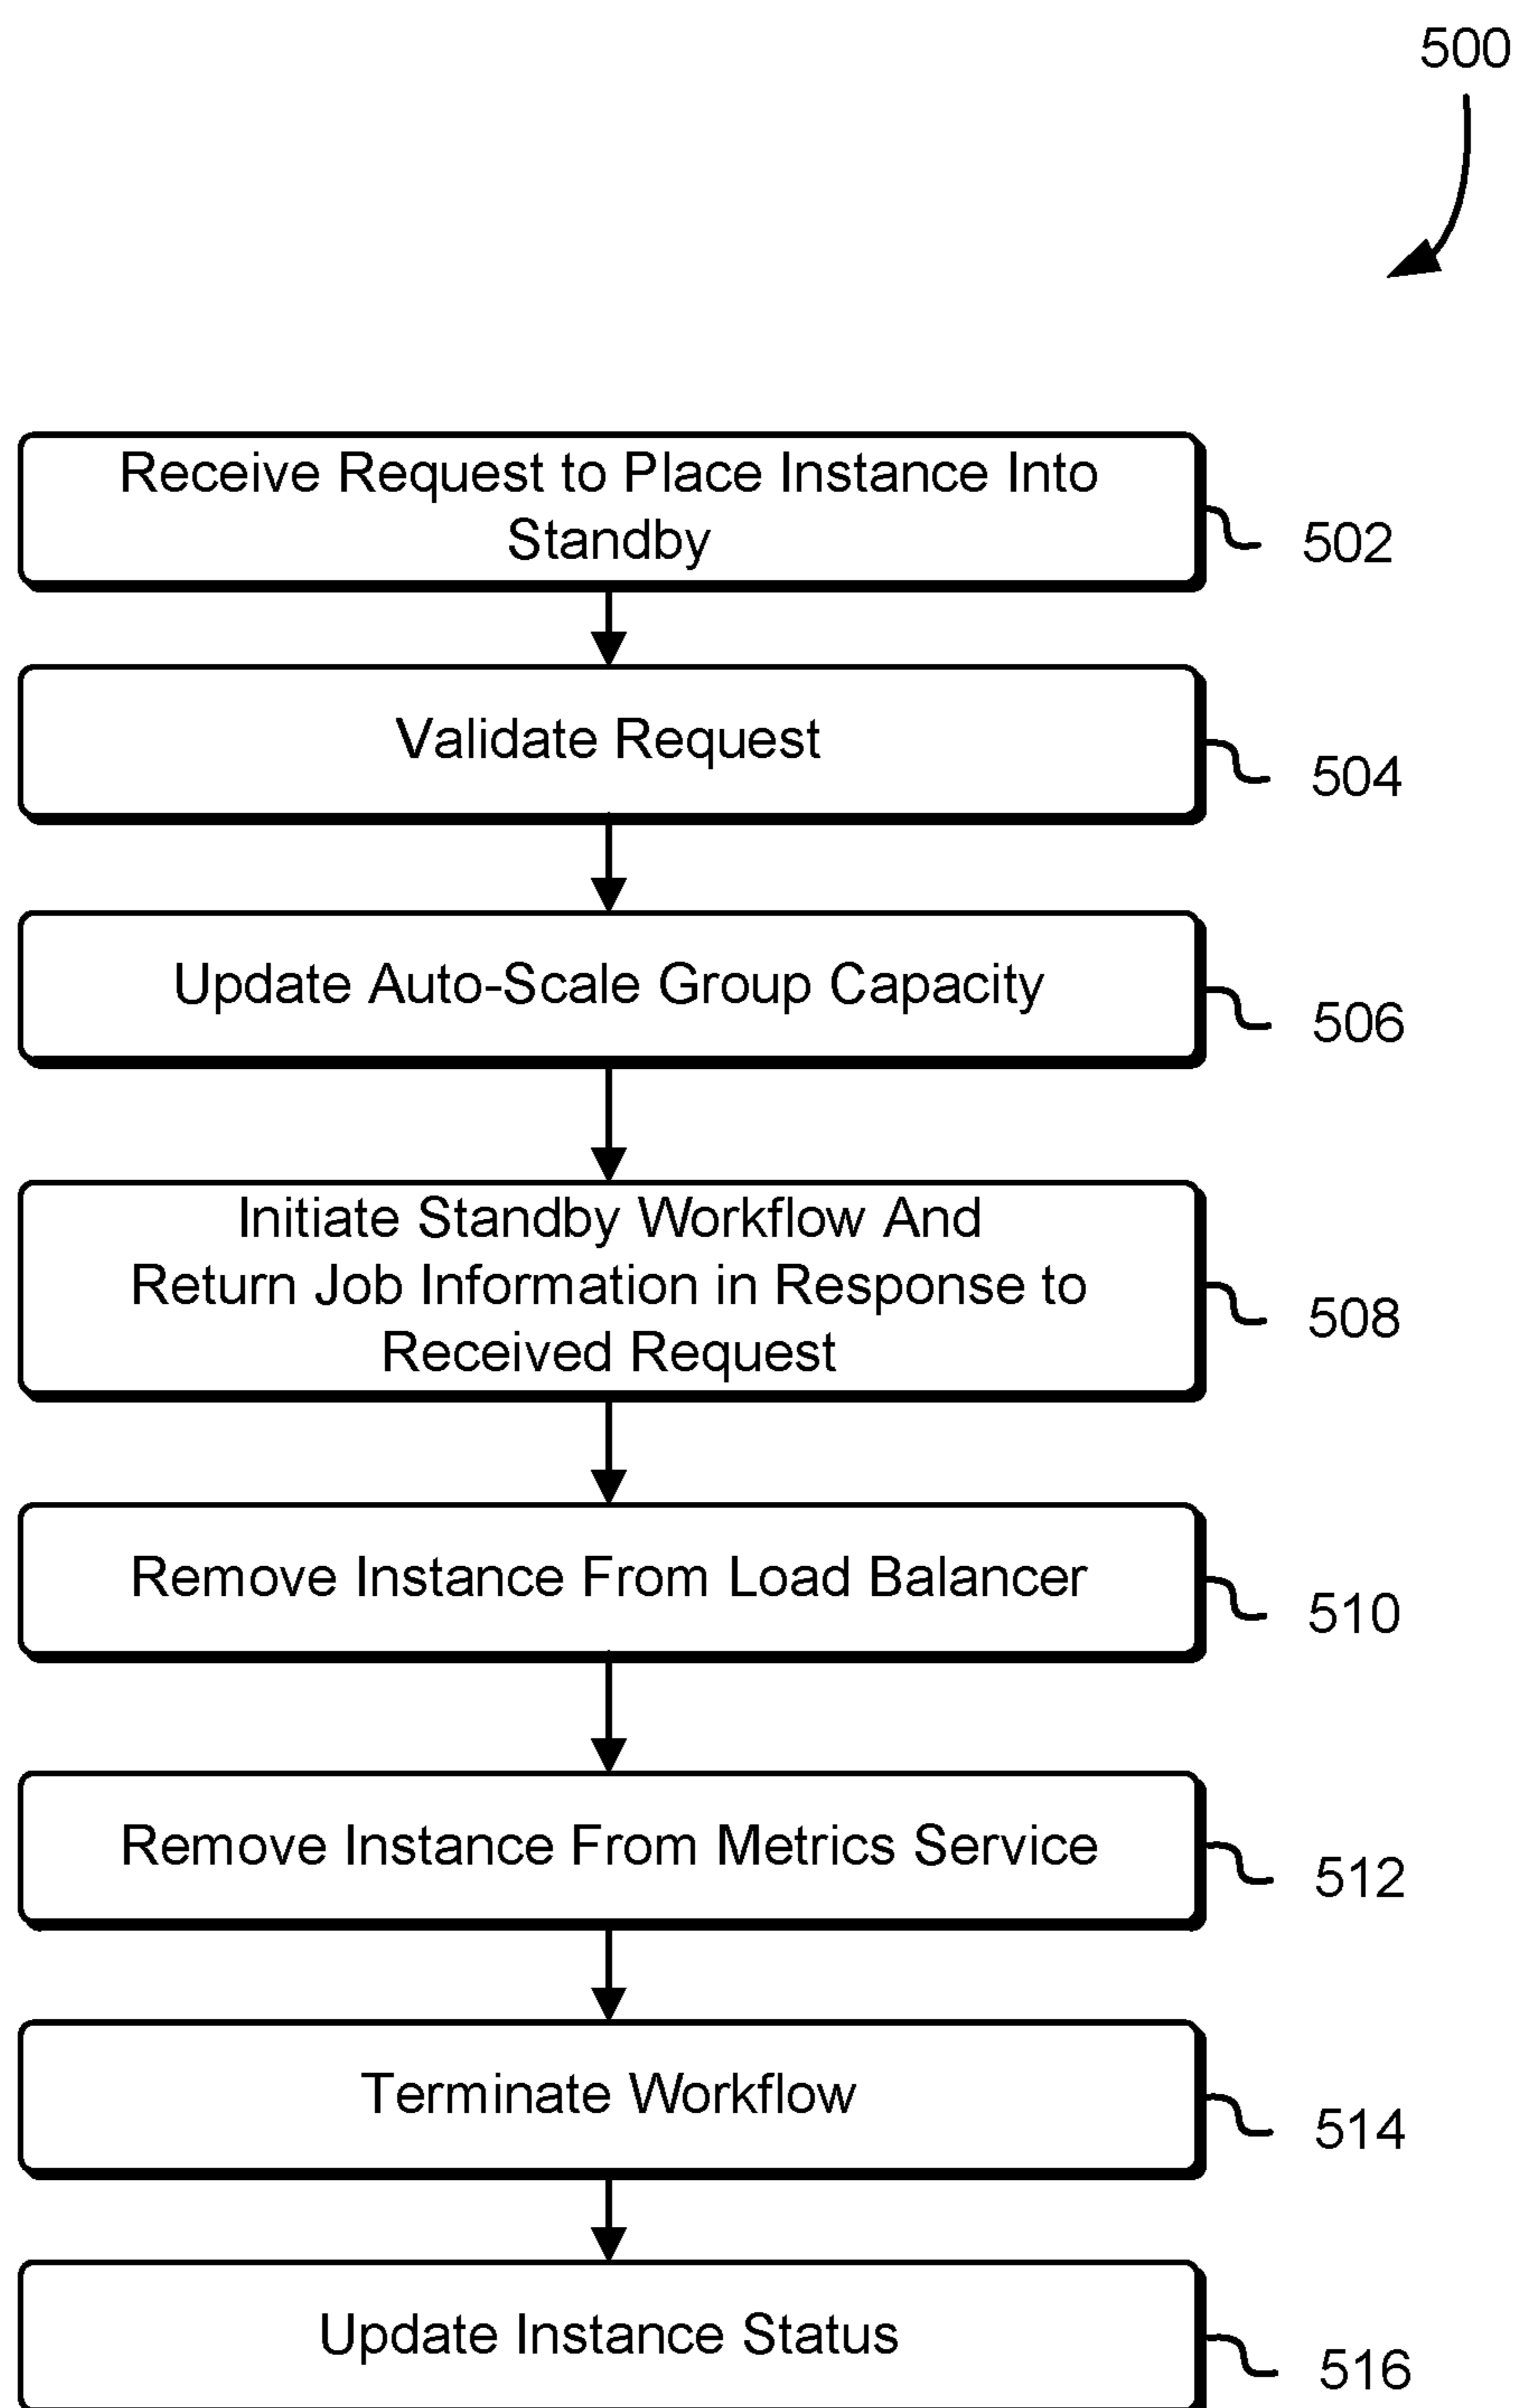 500
Receive Request to Place Instance Into
Standby
502
Validate Request
504
Update Auto-Scale Group Capacity
506
Initiate Standby Workflow And
Return Job Information in Response to
Received Request
508
Remove Instance From Load Balancer
510
Remove Instance From Metrics Service
512
Terminate Workflow
514
Update Instance Status
516